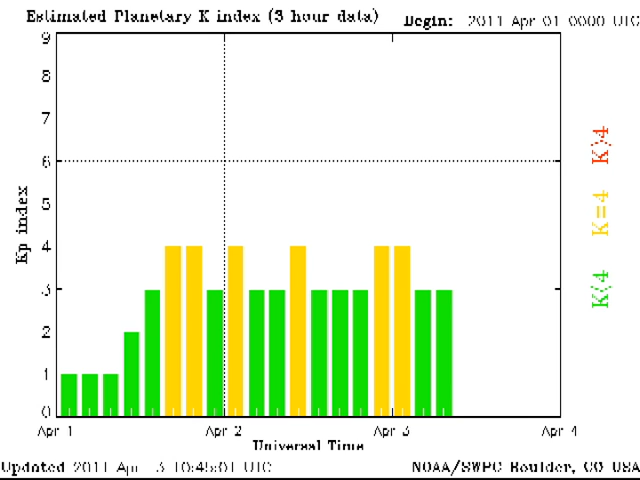 Estimated Planetary K index (3 hour data) Begin: 2011 Apr 01 0000 UTC
9
8
7
6
5
4
3
2
1
0
Kp index
K>4
K=4
K<4
Apr 1 Apr 2 Apr 3 Apr 4
Universal Time
Updated 2011 Apr 3 10:45:01 UTC NOAA/SWPC Boulder, CO USA